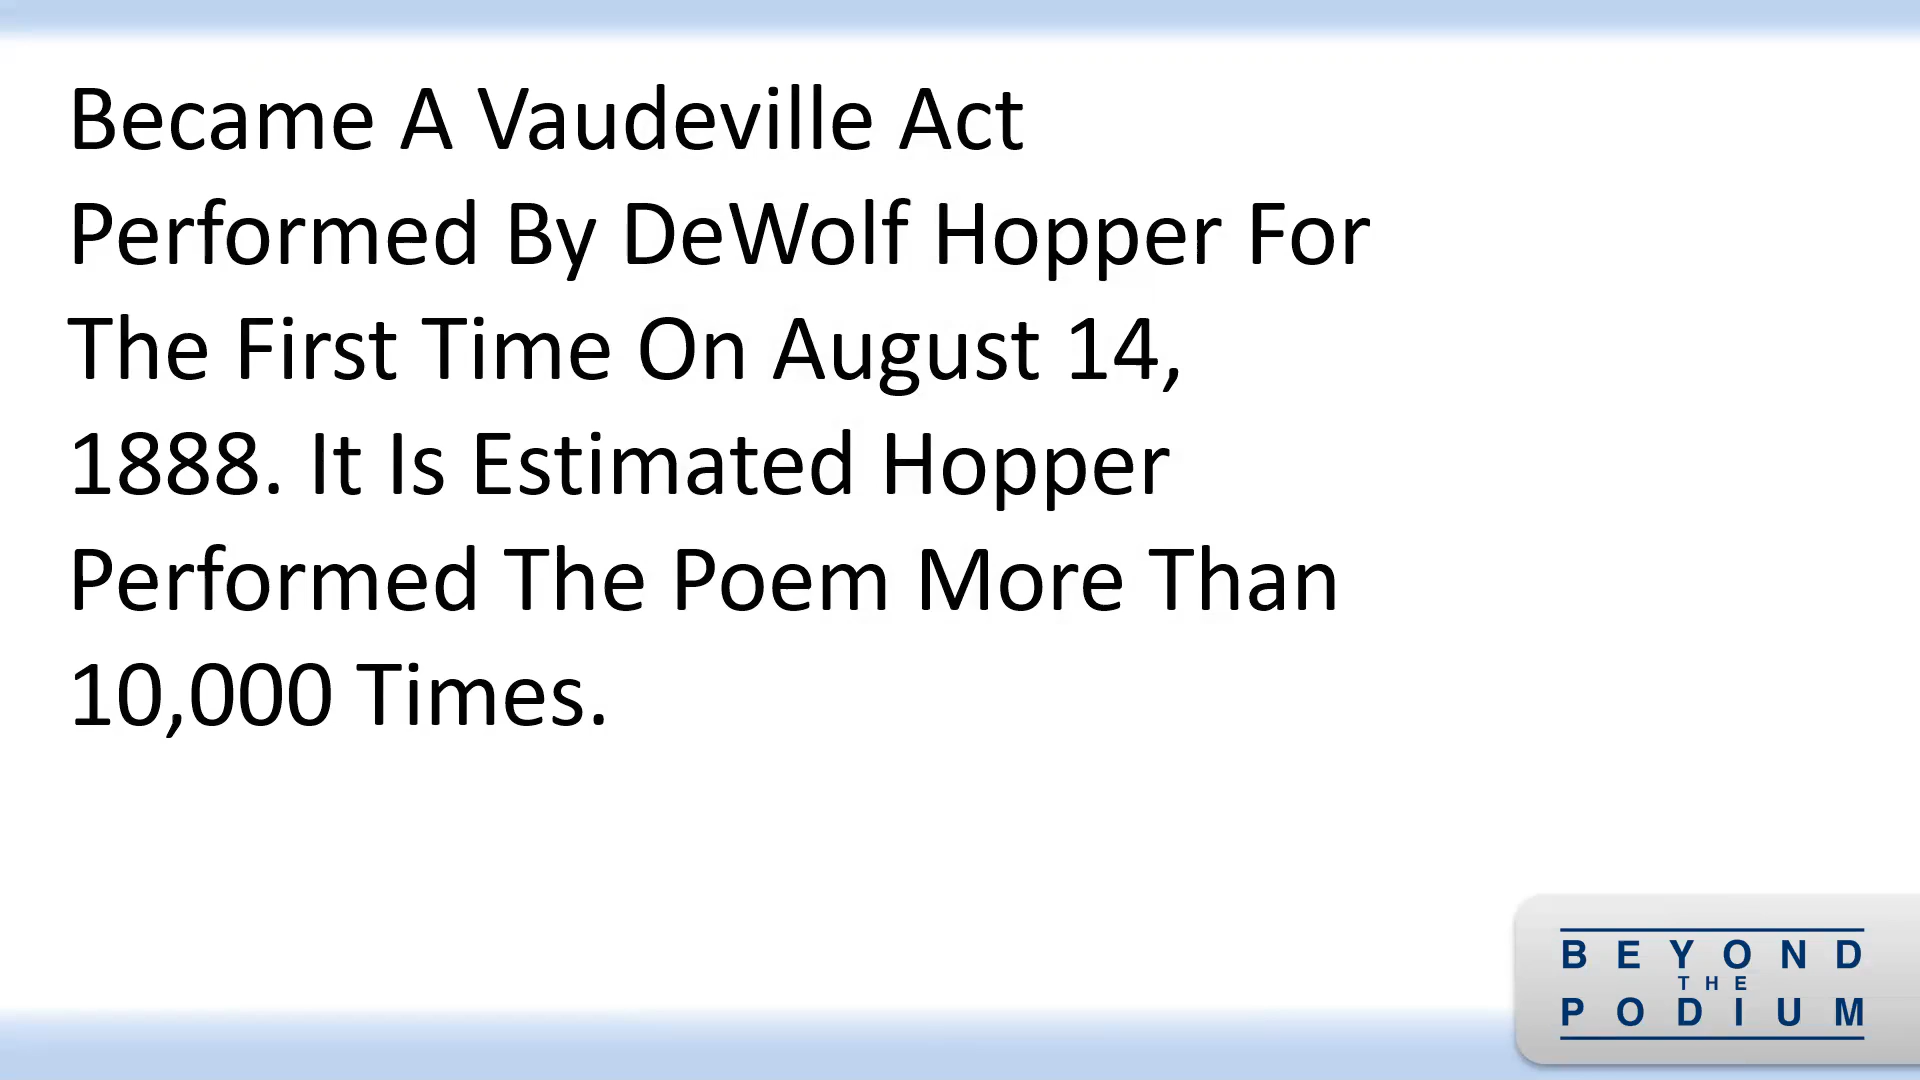 Became A Vaudeville Act
Performed By DeWolf Hopper For
The First Time On August 14,
1888. It Is Estimated Hopper
Performed The Poem More Than
10,000 Times.
BEYOND
THE
PODIUM